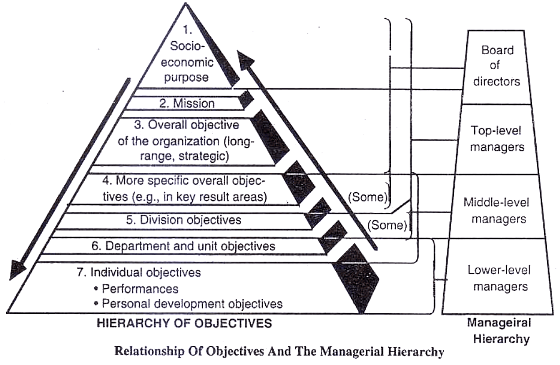 1.
Socio-
economic
purpose
2. Mission
3. Overall objective
of the organization (long-
range, strategic)
4. More specific overall objec-
tives (e.g., in key result areas)
5. Division objectives
6. Department and unit objectives
7. Individual objectives
• Performances
• Personal development objectives
HIERARCHY OF OBJECTIVES
(Some)
(Some)
Board
of
directors
Top-level
managers
Middle-level
managers
Lower-level
managers
Manageiral
Hierarchy
Relationship Of Objectives And The Managerial Hierarchy